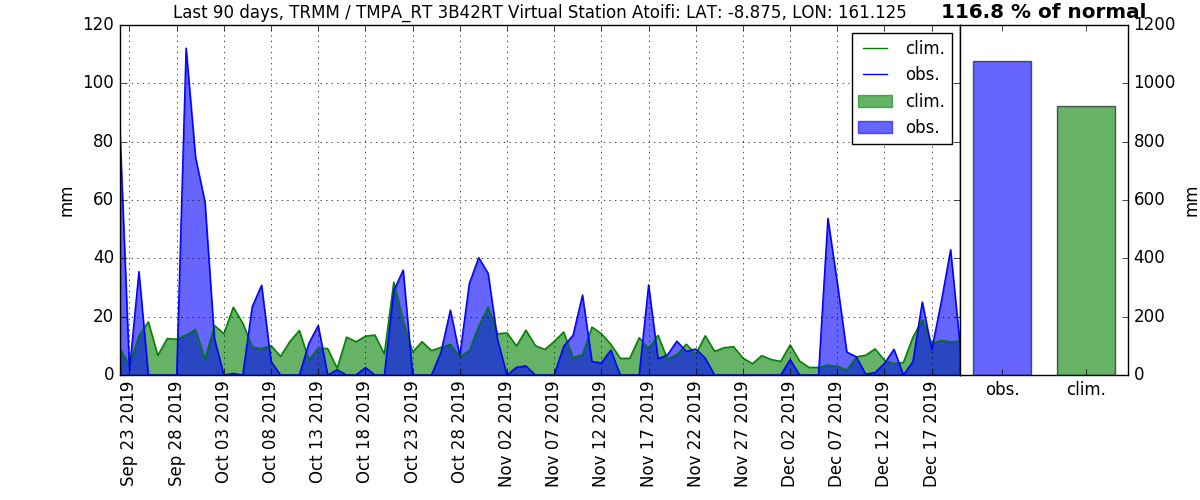 Last 90 days, TRMM / TMPA_RT 3B42RT Virtual Station Atoifi: LAT: -8.875, LON: 161.125
116.8 % of normal
120
100
80
60
40
20
0
mm
clim.
obs.
clim.
obs.
1200
1000
800
600
400
200
0
mm
obs.
clim.
Sep 23 2019
Sep 28 2019
Oct 03 2019
Oct 08 2019
Oct 13 2019
Oct 18 2019
Oct 23 2019
Oct 28 2019
Nov 02 2019
Nov 07 2019
Nov 12 2019
Nov 17 2019
Nov 22 2019
Nov 27 2019
Dec 02 2019
Dec 07 2019
Dec 12 2019
Dec 17 2019